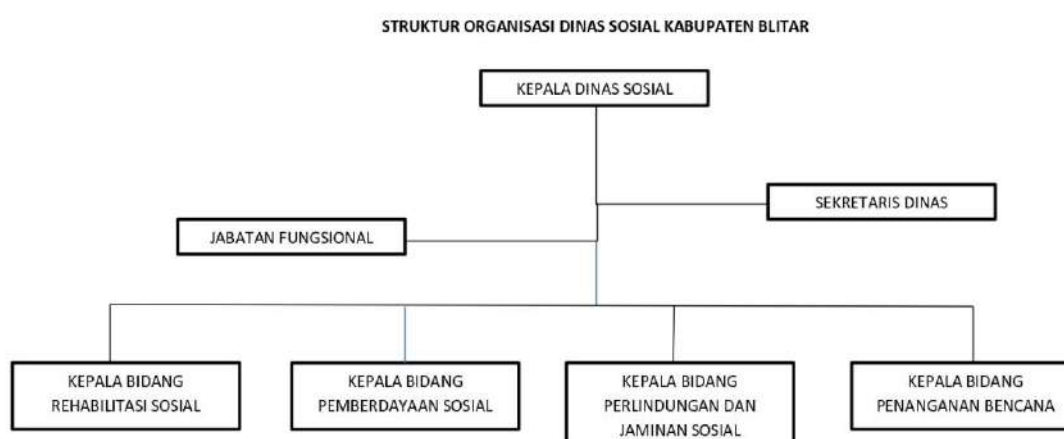 STRUKTUR ORGANISASI DINAS SOSIAL KABUPATEN BLITAR
KEPALA DINAS SOSIAL
SEKRETARIS DINAS
JABATAN FUNGSIONAL
KEPALA BIDANG
REHABILITASI SOSIAL
KEPALA BIDANG
PEMBERDAYAAN SOSIAL
KEPALA BIDANG
PERLINDUNGAN DAN
JAMINAN SOSIAL
KEPALA BIDANG
PENANGANAN BENCANA